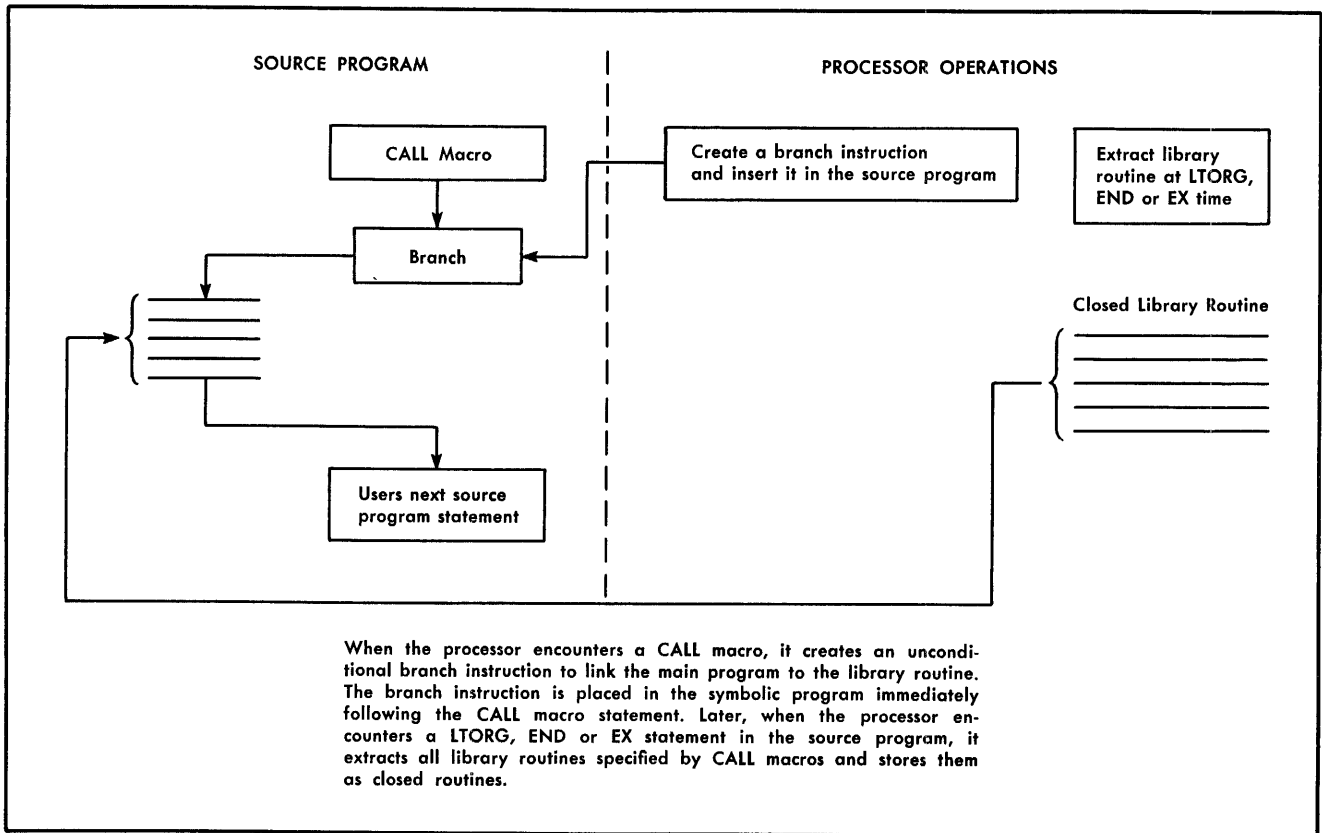 SOURCE PROGRAM
PROCESSOR OPERATIONS
CALL Macro
Create a branch instruction
and insert it in the source program
Extract library
routine at LTORG,
END or EX time
Branch
Closed Library Routine
Users next source
program statement
When the processor encounters a CALL macro, it creates an uncondi-
tional branch instruction to link the main program to the library routine.
The branch instruction is placed in the symbolic program immediately
following the CALL macro statement. Later, when the processor en-
counters a LTORG, END or EX statement in the source program, it
extracts all library routines specified by CALL macros and stores them
as closed routines.